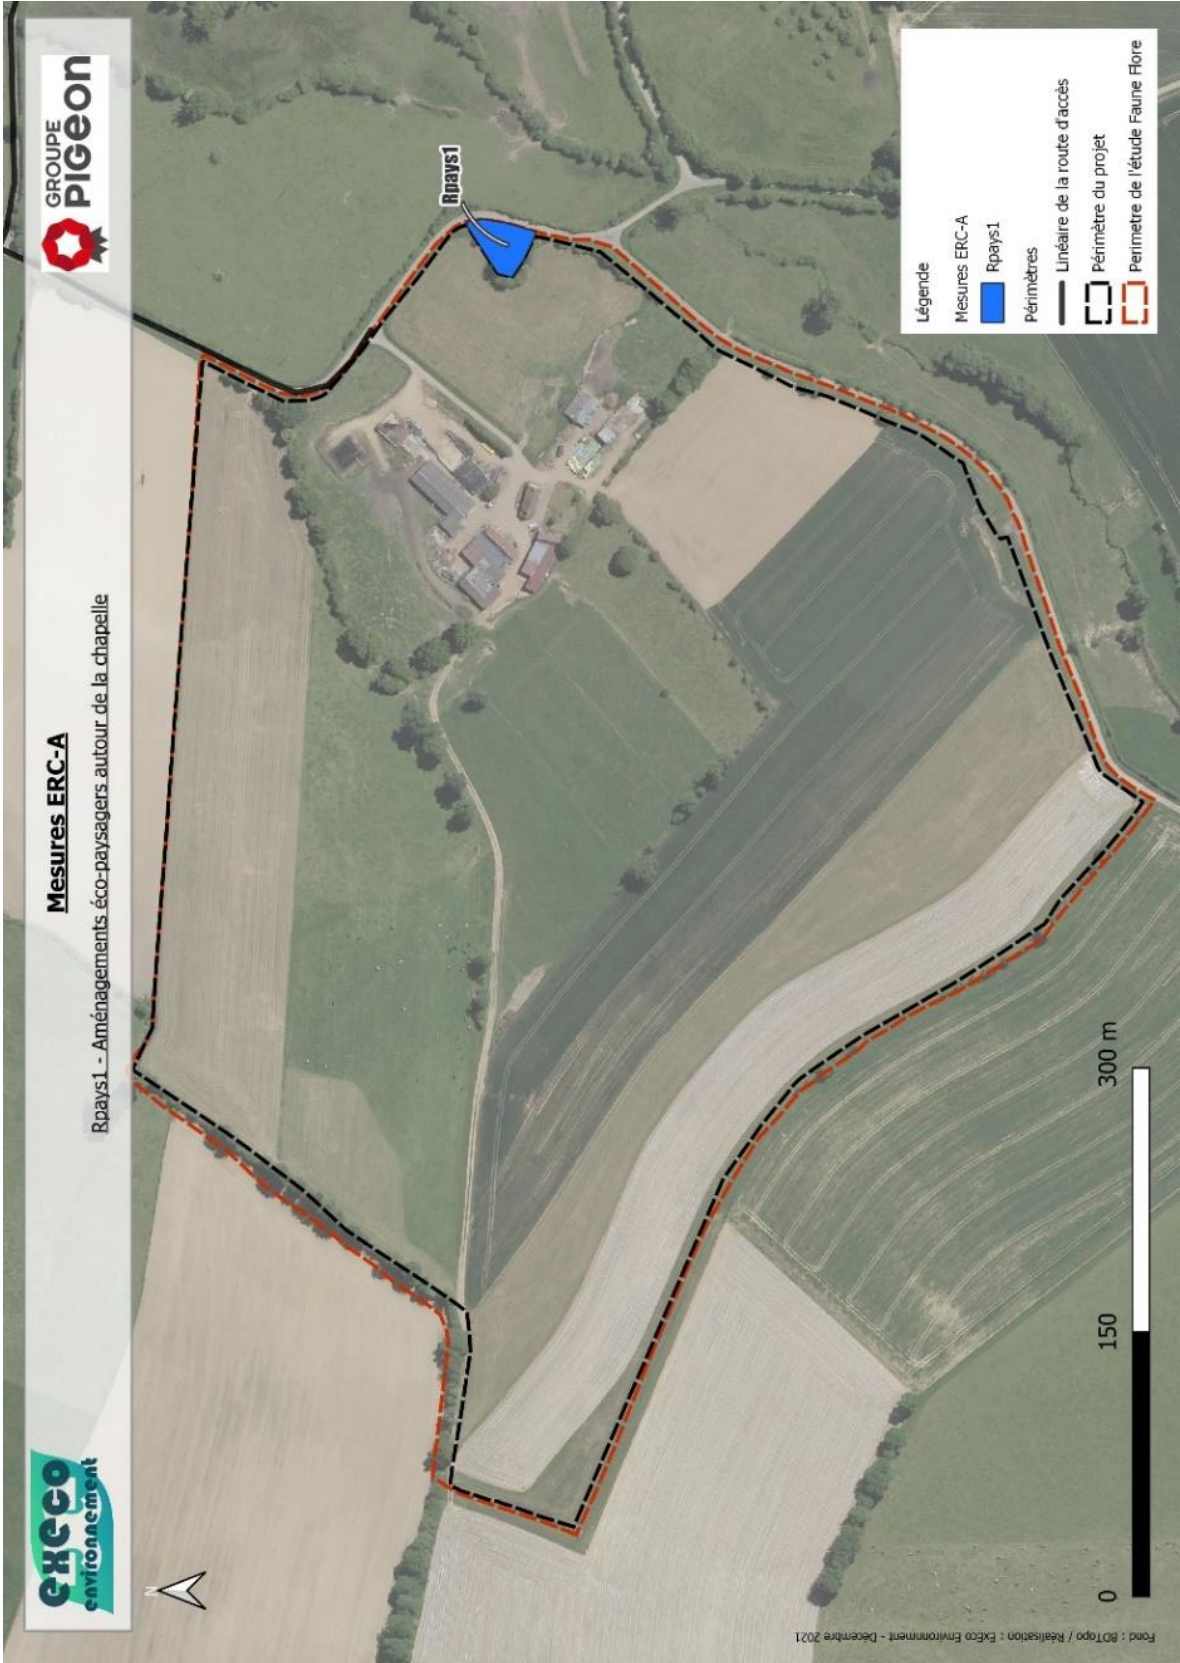 execo
environnement
Mesures ERC-A
Rpays1 - Aménagements éco-paysagers autour de la chapelle
GROUPE
PIGeon
N
Rpays1
Légende
Mesures ERC-A
Rpays1
Périmètres
Linéaire de la route d'accès
Périmètre du projet
Perimetre de l'étude Faune Flore
0
150
300 m
Fond : BDTopo / Réalisation : ExEco Environnement - Décembre 2021